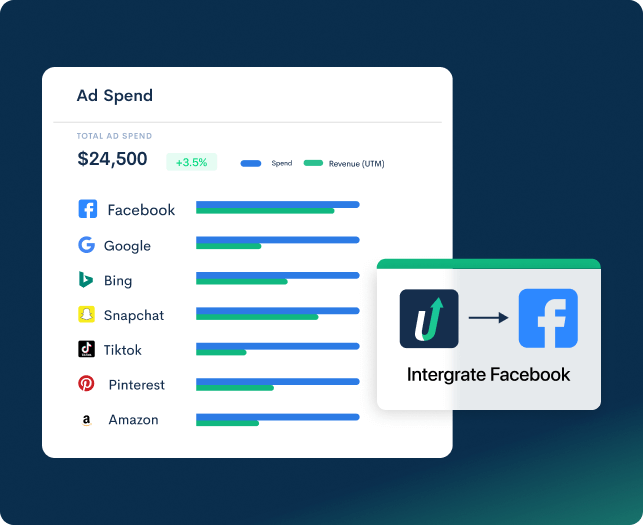 Ad Spend
TOTAL AD SPEND
$24,500 +3.5% Spend Revenue (UTM)
Facebook
Google
Bing
Snapchat
Tiktok
Pinterest
Amazon
Intergrate Facebook